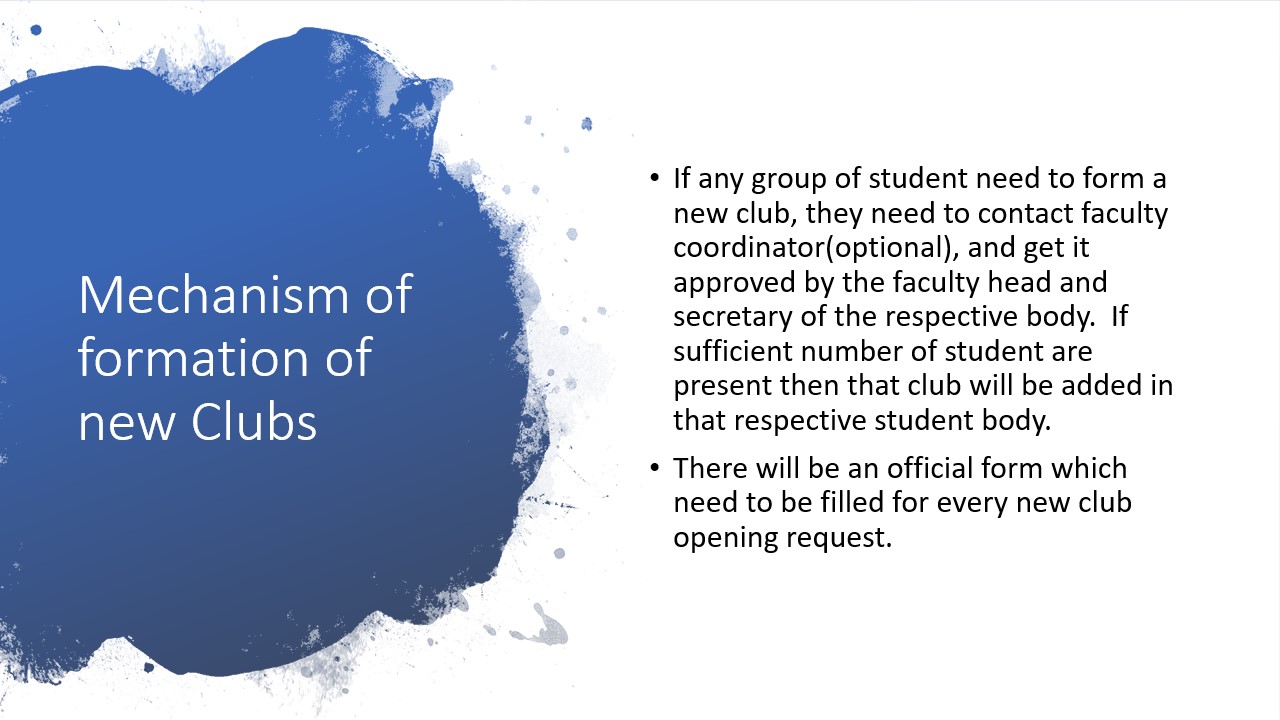 Mechanism of
formation of
new Clubs
• If any group of student need to form a
new club, they need to contact faculty
coordinator(optional), and get it
approved by the faculty head and
secretary of the respective body.  If
sufficient number of student are
present then that club will be added in
that respective student body.
• There will be an official form which
need to be filled for every new club
opening request.